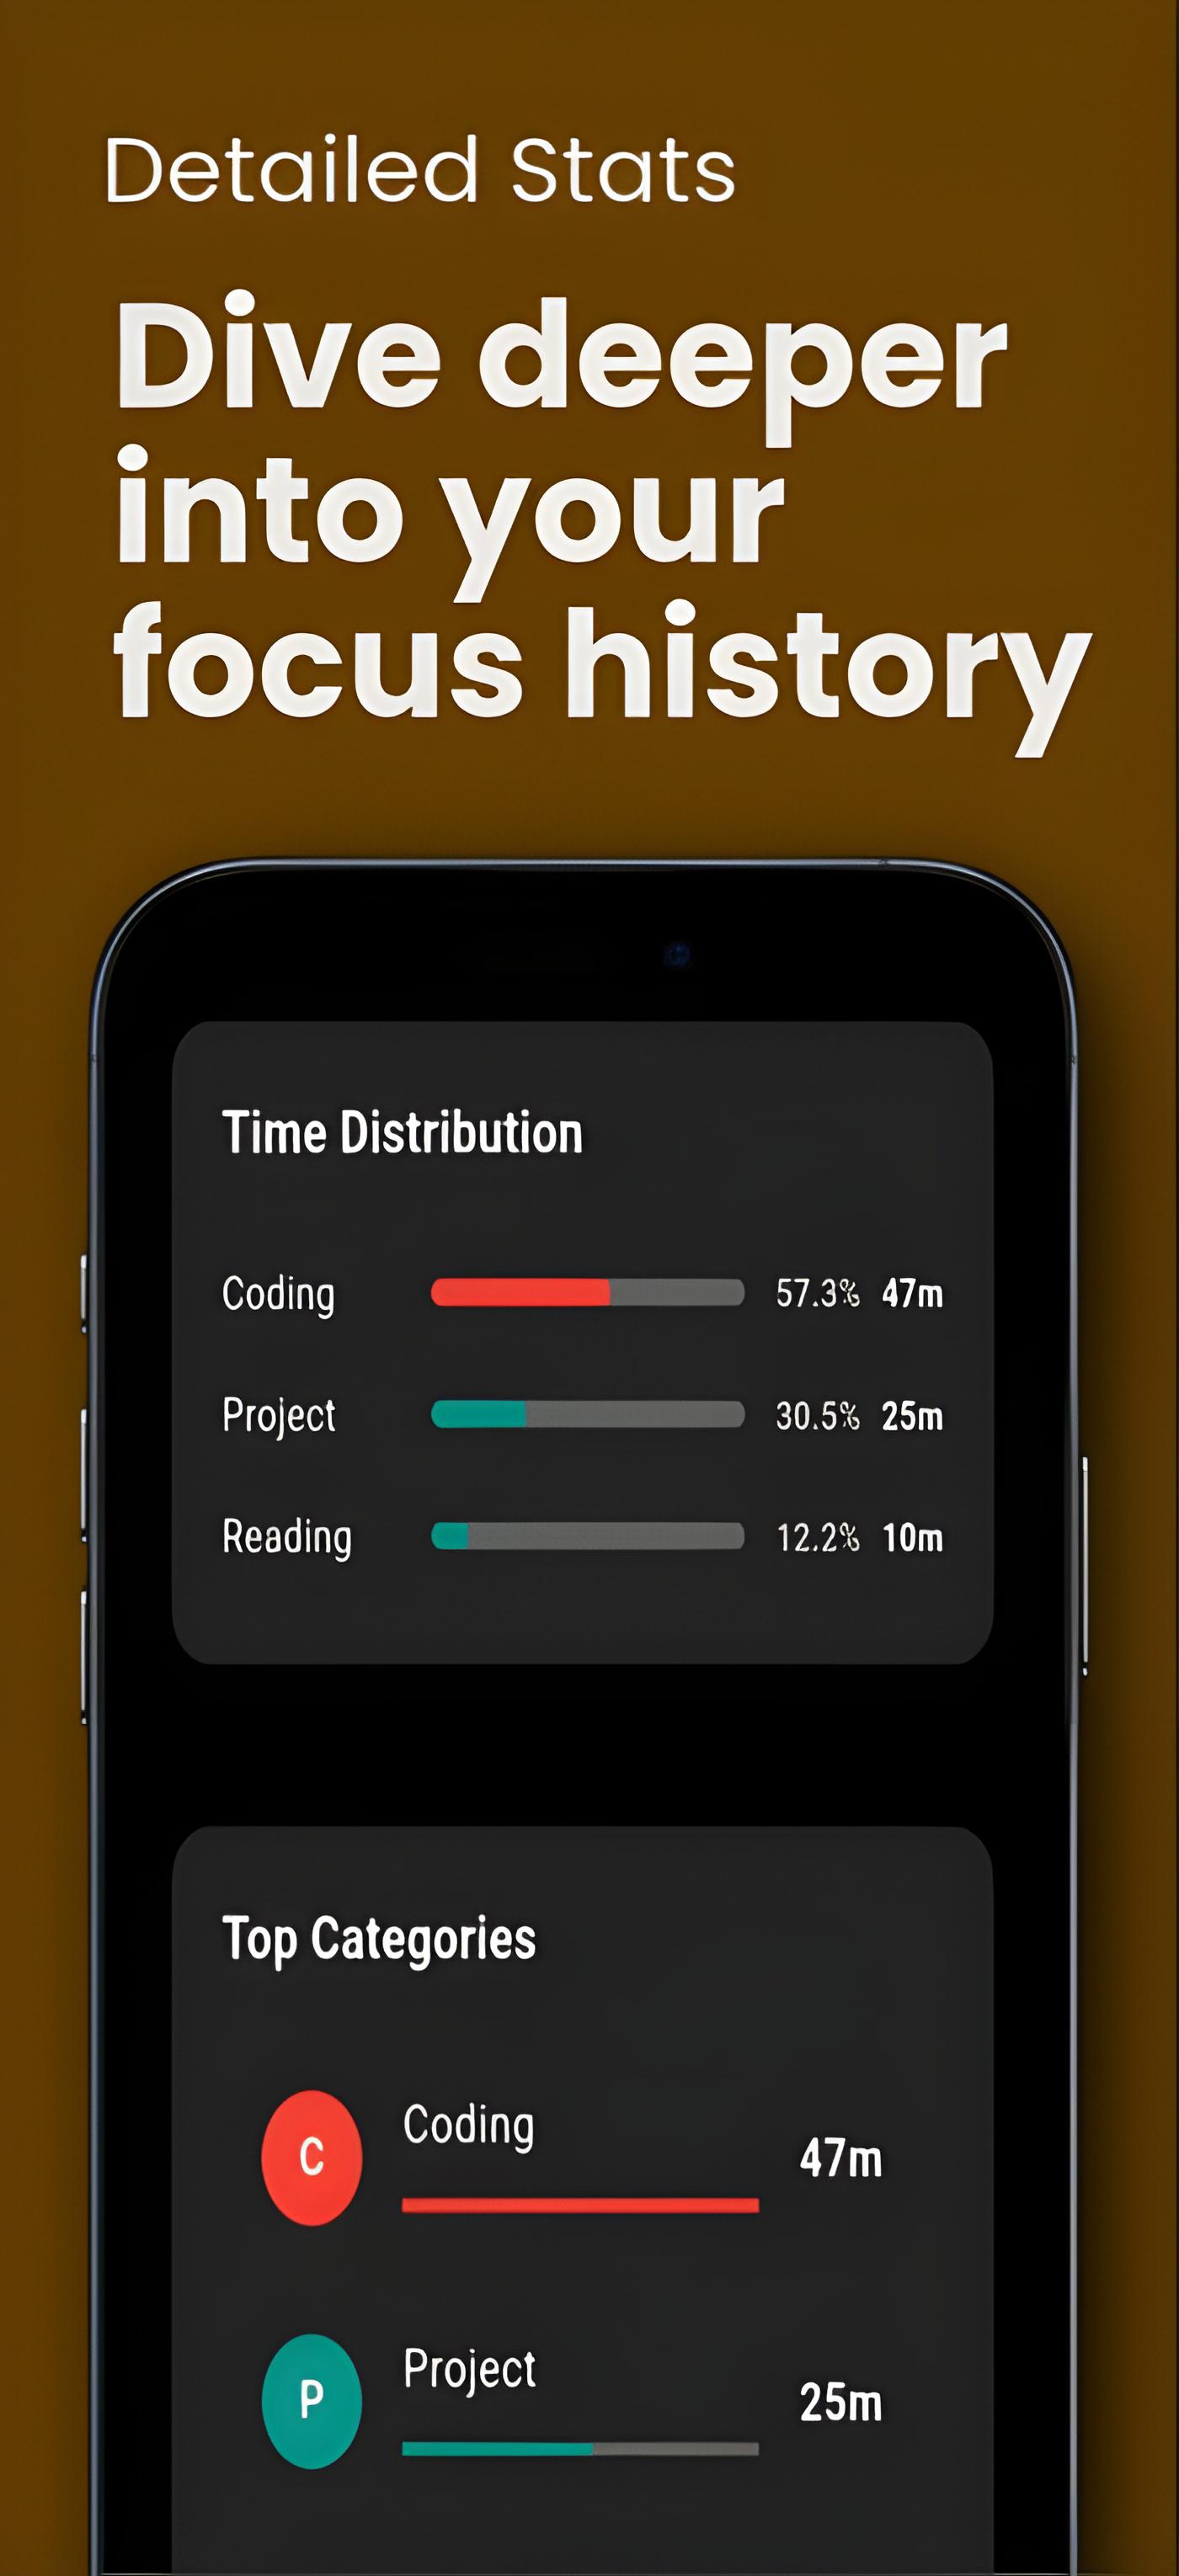 Detailed Stats
Dive deeper
into your
focus history
Time Distribution
Coding 57.3% 47m
Project 30.5% 25m
Reading 12.2% 10m
Top Categories
C Coding 47m
P Project 25m